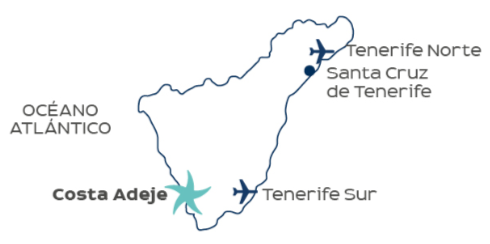 Tenerife Norte
Santa Cruz
de Tenerife
OCÉANO
ATLÁNTICO
Costa Adeje
Tenerife Sur